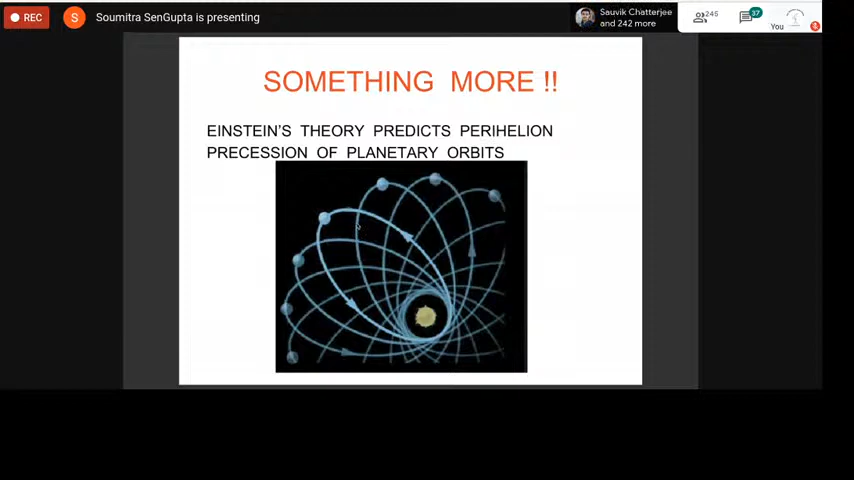 REC
S
Soumitra SenGupta is presenting
Sauvik Chatterjee
and 242 more
245
37
You
SOMETHING MORE !!
EINSTEIN'S THEORY PREDICTS PERIHELION
PRECESSION OF PLANETARY ORBITS